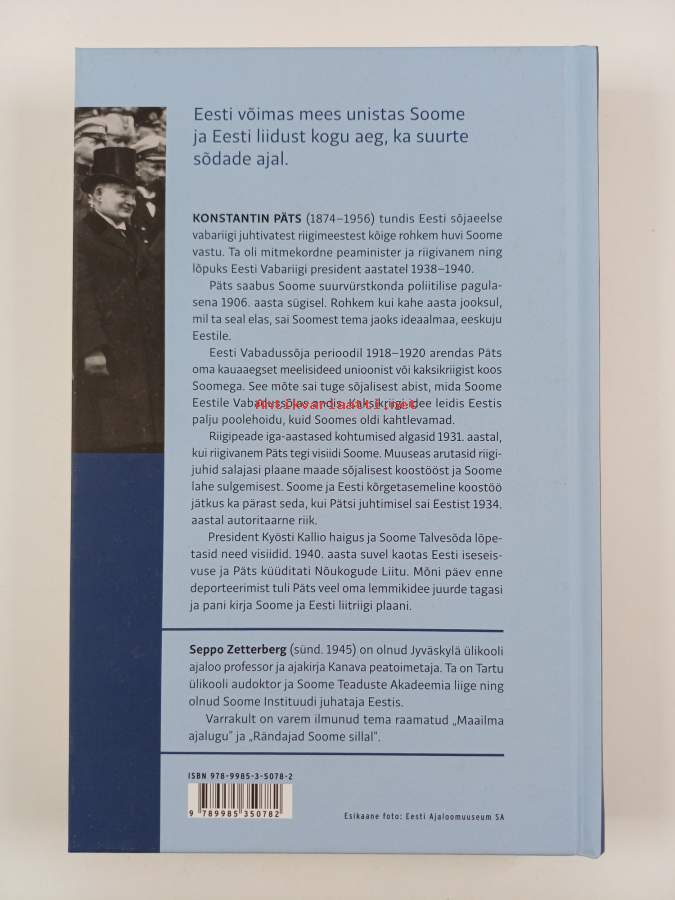 Eesti võimas mees unistas Soome
ja Eesti liidust kogu aeg, ka suurte
sõdade ajal.
KONSTANTIN PÄTS (1874–1956) tundis Eesti sõjaeelse
vabariigi juhtivatest riigimeestest kõige rohkem huvi Soome
vastu. Ta oli mitmekordne peaminister ja riigivanem ning
lõpuks Eesti Vabariigi president aastatel 1938–1940.
Päts saabus Soome suurvürstkonda poliitilise pagula-
sena 1906. aasta sügisel. Rohkem kui kahe aasta jooksul,
mil ta seal elas, sai Soomest tema jaoks ideaalmaa, eeskuju
Eestile.
Eesti Vabadussõja perioodil 1918–1920 arendas Päts
oma kauaaegset meelisideed unioonist või kaksikriigist koos
Soomega. See mõte sai tuge sõjalisest abist, mida Soome
Eestile Vabadussõjas andis. Kaksikriigi idee leidis Eestis
Antikvariaatti.net
palju poolehoidu, kuid Soomes oldi kahtlevamad.
Riigipeade iga-aastased kohtumised algasid 1931. aastal,
kui riigivanem Päts tegi visiidi Soome. Muuseas arutasid riigi-
juhid salajasi plaane maade sõjalisest koostööst ja Soome
lahe sulgemisest. Soome ja Eesti kõrgetasemeline koostöö
jätkus ka pärast seda, kui Pätsi juhtimisel sai Eestist 1934.
aastal autoritaarne riik.
President Kyösti Kallio haigus ja Soome Talvesõda lõpe-
tasid need visiidid. 1940. aasta suvel kaotas Eesti iseseis-
vuse ja Päts küüditati Nõukogude Liitu. Mõni päev enne
deporteerimist tuli Päts veel oma lemmikidee juurde tagasi
ja pani kirja Soome ja Eesti liitriigi plaani.
Seppo Zetterberg (sünd. 1945) on olnud Jyväskylä ülikooli
ajaloo professor ja ajakirja Kanava peatoimetaja. Ta on Tartu
ülikooli audoktor ja Soome Teaduste Akadeemia liige ning
olnud Soome Instituudi juhataja Eestis.
Varrakult on varem ilmunud tema raamatud „Maailma
ajalugu" ja „Rändajad Soome sillal".
ISBN 978-9985-3-5078-2
9 789985 350782
Esikaane foto: Eesti Ajaloomuuseum SA